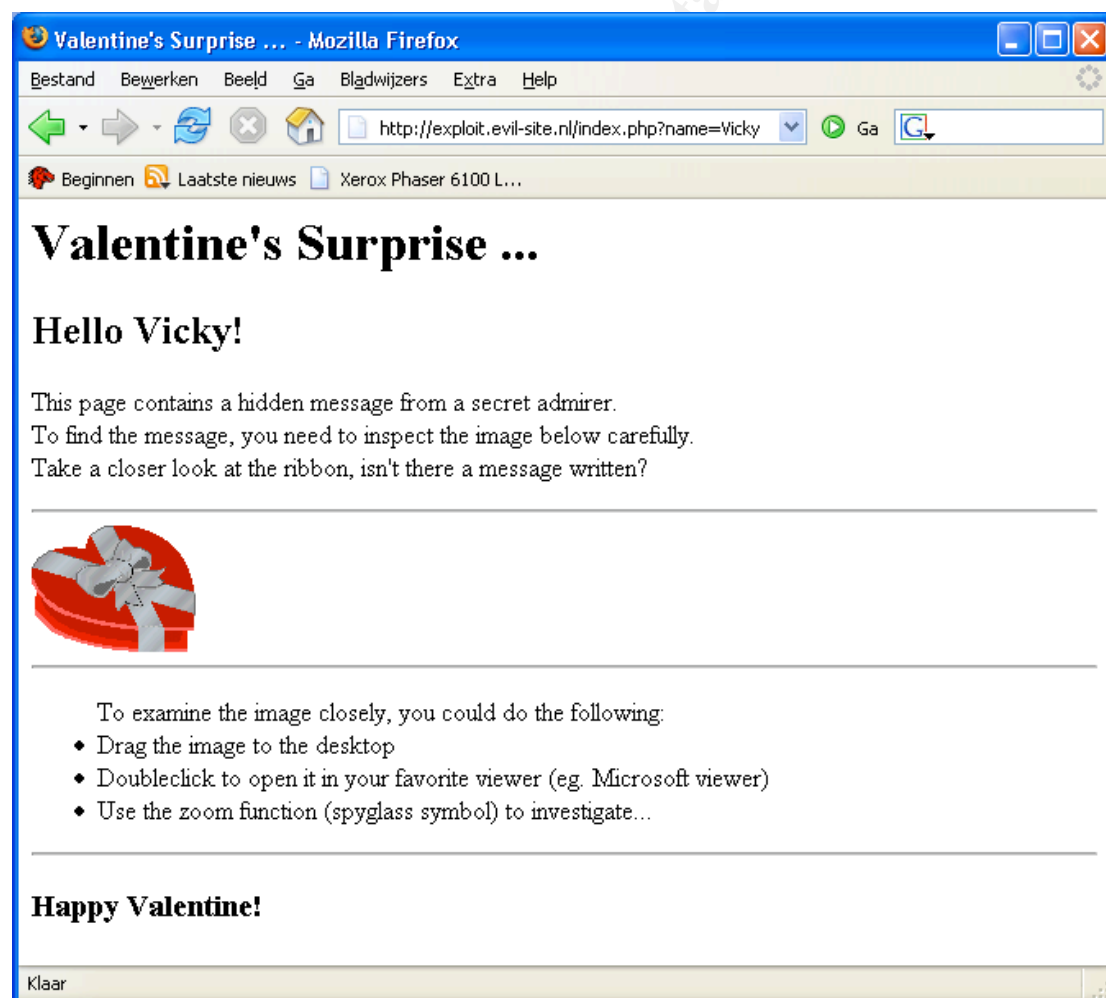 Valentine's Surprise ... - Mozilla Firefox
Bestand Bewerken Beeld Ga Bladwijzers Extra Help
http://exploit.evil-site.nl/index.php?name=Vicky Ga G
Beginnen Laatste nieuws Xerox Phaser 6100 L...
Valentine's Surprise ...
Hello Vicky!
This page contains a hidden message from a secret admirer.
To find the message, you need to inspect the image below carefully.
Take a closer look at the ribbon, isn't there a message written?
To examine the image closely, you could do the following:
• Drag the image to the desktop
• Doubleclick to open it in your favorite viewer (eg. Microsoft viewer)
• Use the zoom function (spyglass symbol) to investigate...
Happy Valentine!
Klaar